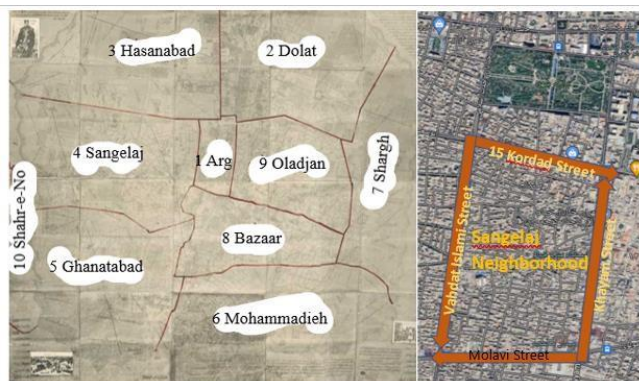 3 Hasanabad
2 Dolat
4 Sangelaj
1 Arg
9 Oladjan
7 Shargh
10 Shahr-e-No
8 Bazaar
5 Ghanatabad
6 Mohammadieh
15 Kordad Street
Vahdat Islami Street
Sangelaj
Neighborhood
Khayam Street
Molavi Street